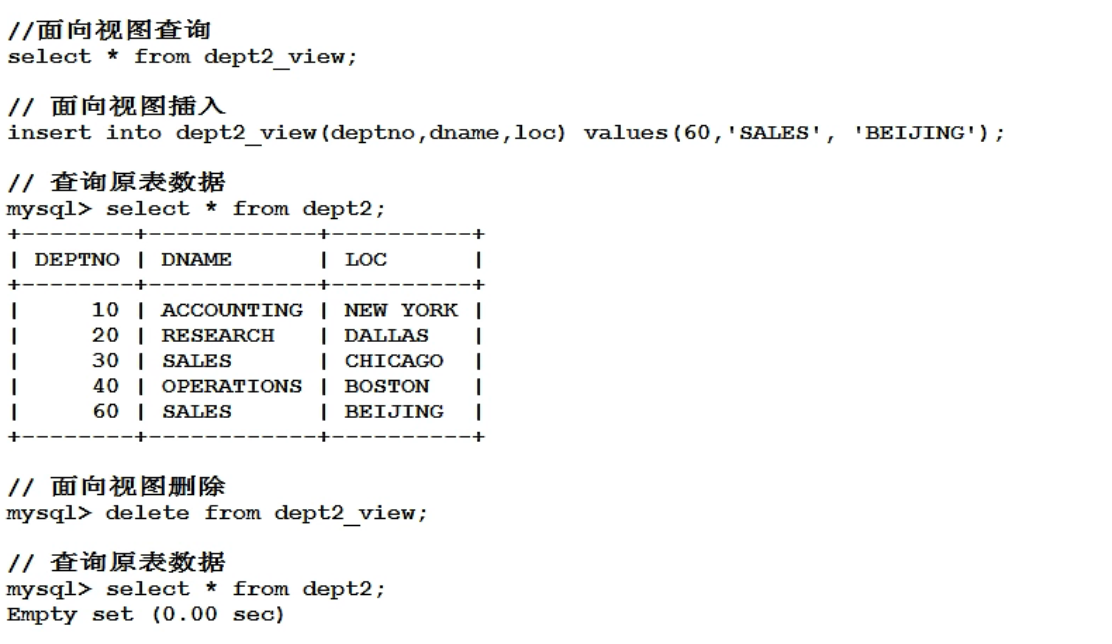 //面向视图查询
select * from dept2_view;
// 面向视图插入
insert into dept2_view(deptno,dname,loc) values(60,'SALES', 'BEIJING');
// 查询原表数据
mysql> select * from dept2;
+--------+------------+----------+
| DEPTNO | DNAME      | LOC      |
+--------+------------+----------+
|     10 | ACCOUNTING | NEW YORK |
|     20 | RESEARCH   | DALLAS   |
|     30 | SALES      | CHICAGO  |
|     40 | OPERATIONS | BOSTON   |
|     60 | SALES      | BEIJING  |
+--------+------------+----------+
// 面向视图删除
mysql> delete from dept2_view;
// 查询原表数据
mysql> select * from dept2;
Empty set (0.00 sec)